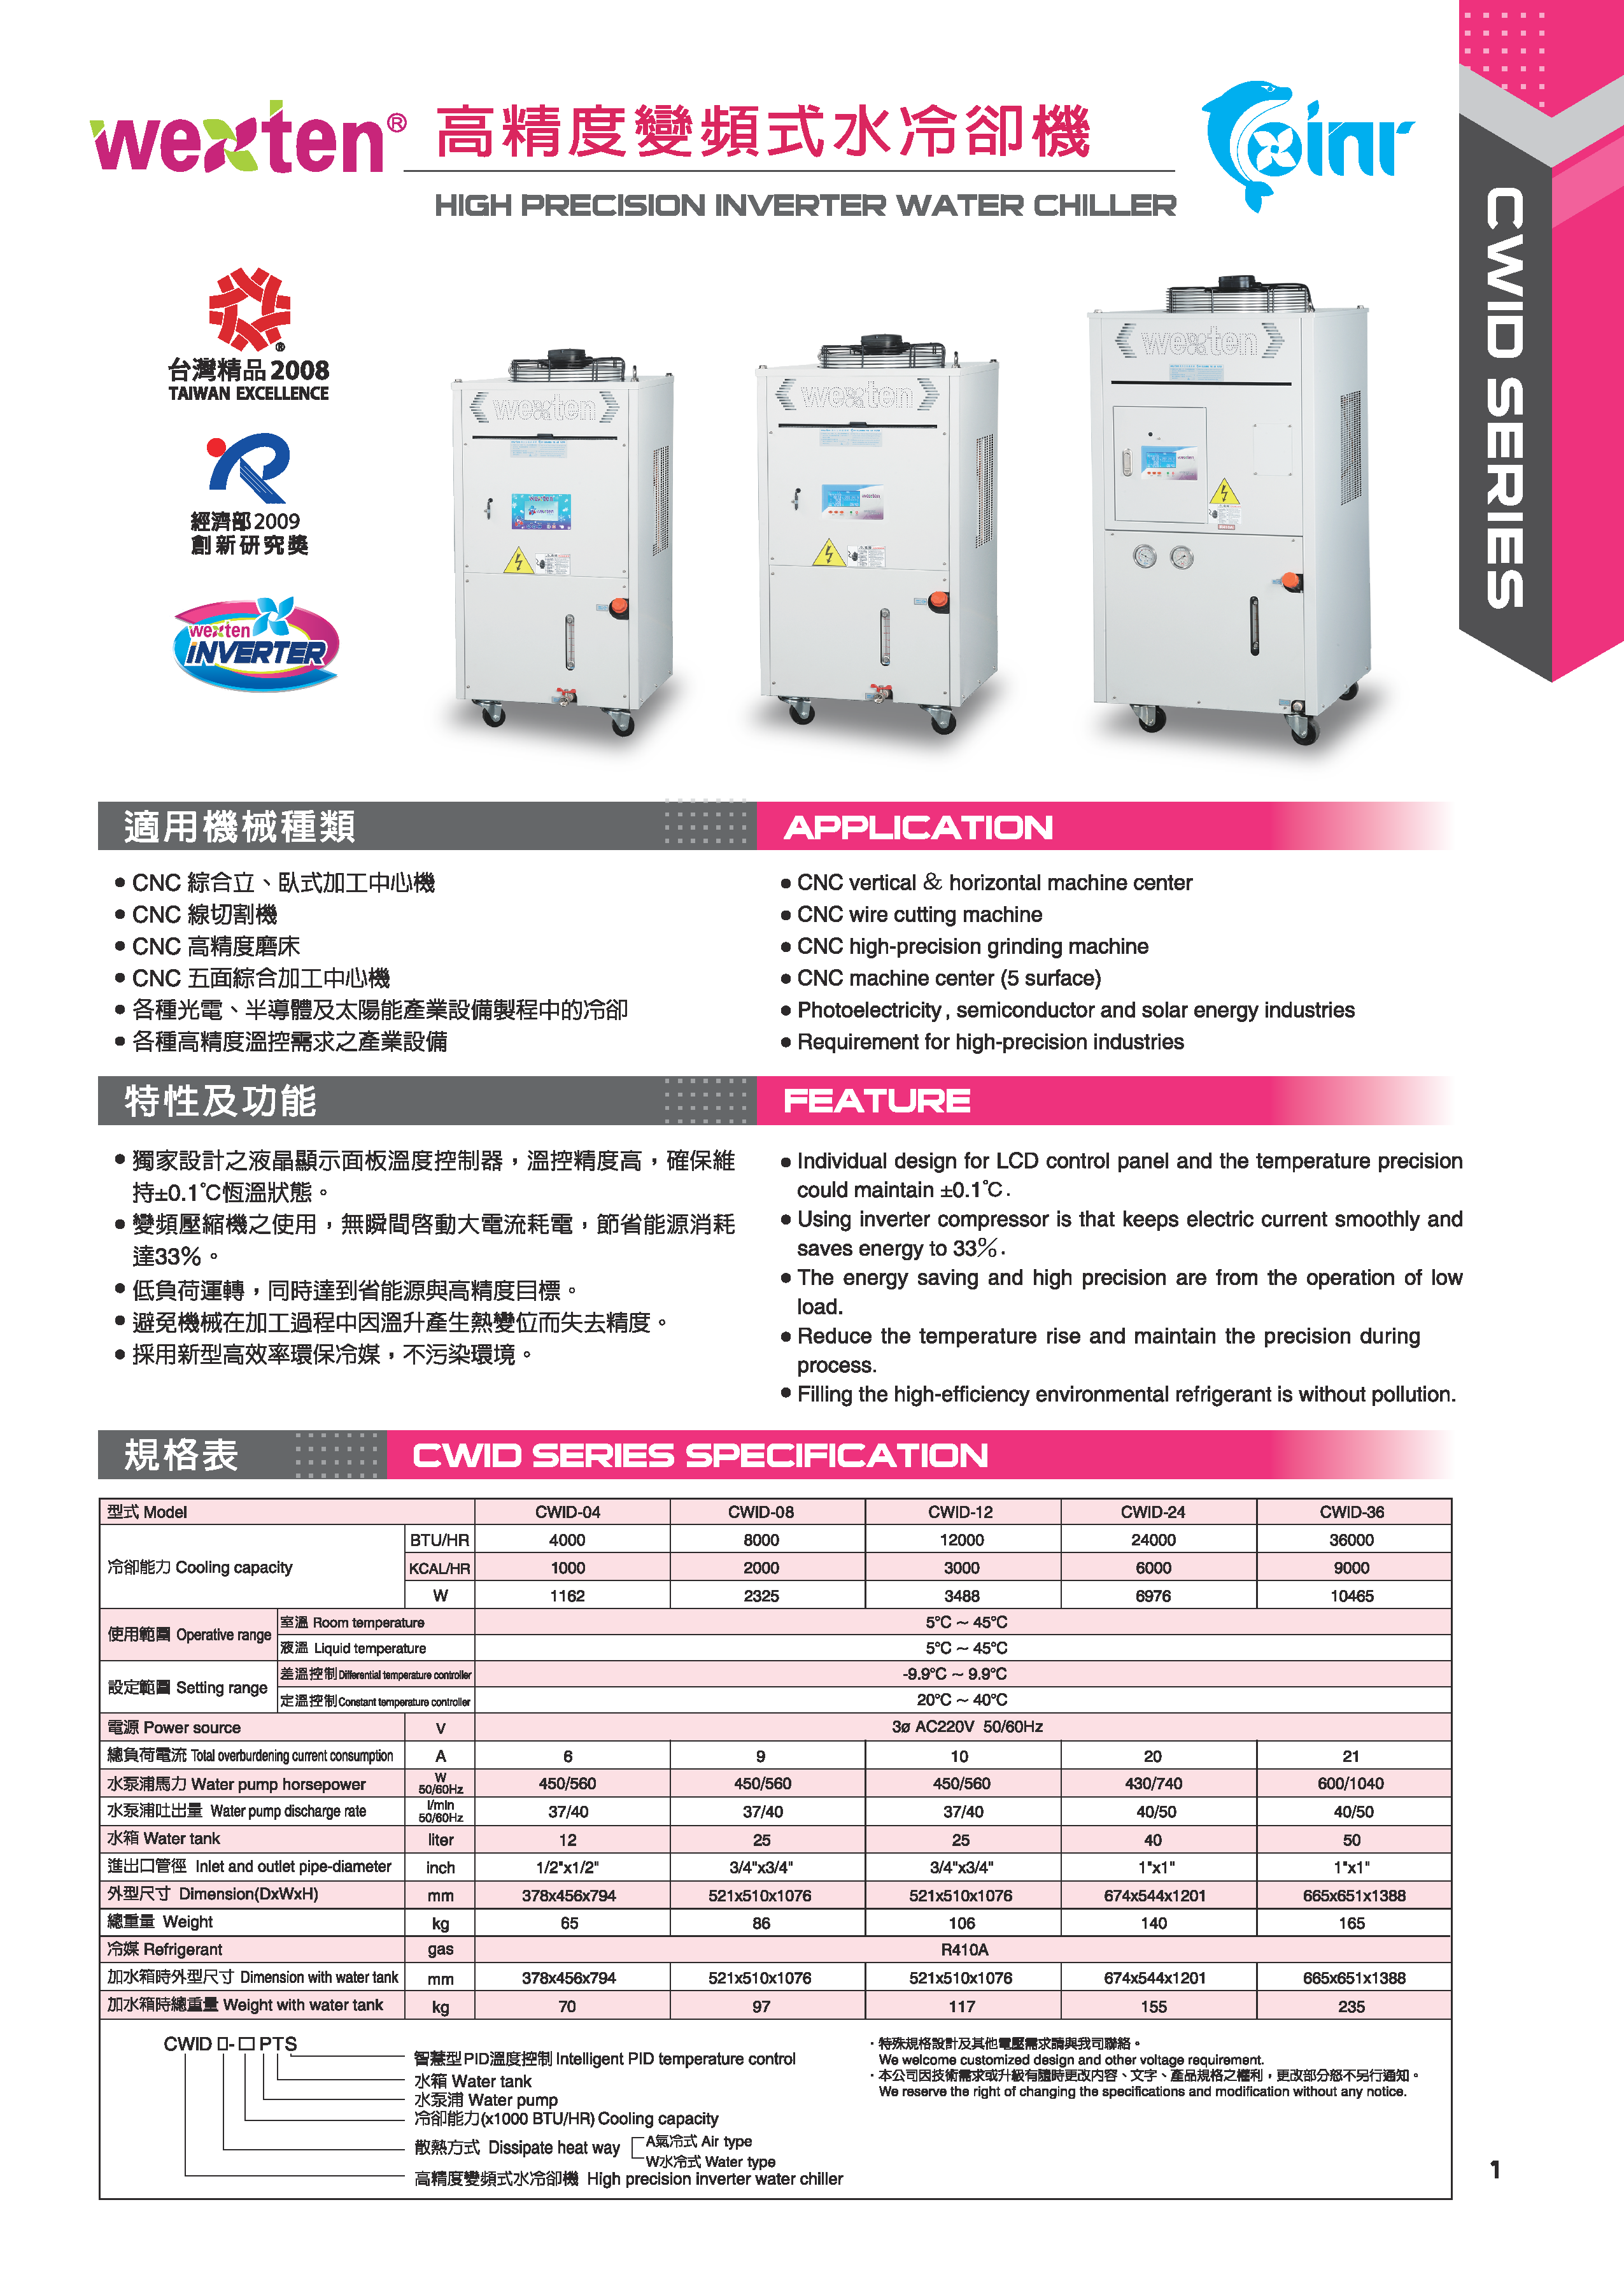 wexten® 高精度變頻式水冷卻機
HIGH PRECISION INVERTER WATER CHILLER
Coinr
CWID SERIES
台灣精品 2008
TAIWAN EXCELLENCE
經濟部 2009
創新研究獎
wexten
iNVERTER
wexten
wexten
wexten
適用機械種類
APPLICATION
● CNC 綜合立、臥式加工中心機
● CNC 線切割機
● CNC 高精度磨床
● CNC 五面綜合加工中心機
● 各種光電、半導體及太陽能產業設備製程中的冷卻
● 各種高精度溫控需求之產業設備
● CNC vertical & horizontal machine center
● CNC wire cutting machine
● CNC high-precision grinding machine
● CNC machine center (5 surface)
● Photoelectricity , semiconductor and solar energy industries
● Requirement for high-precision industries
特性及功能
FEATURE
● 獨家設計之液晶顯示面板溫度控制器，溫控精度高，確保維
持±0.1℃恆溫狀態。
● 變頻壓縮機之使用，無瞬間啓動大電流耗電，節省能源消耗
達33%。
● 低負荷運轉，同時達到省能源與高精度目標。
● 避免機械在加工過程中因溫升產生熱變位而失去精度。
● 採用新型高效率環保冷媒，不污染環境。
● Individual design for LCD control panel and the temperature precision
could maintain ±0.1℃.
● Using inverter compressor is that keeps electric current smoothly and
saves energy to 33%.
● The energy saving and high precision are from the operation of low
load.
● Reduce the temperature rise and maintain the precision during
process.
● Filling the high-efficiency environmental refrigerant is without pollution.
規格表
CWID SERIES SPECIFICATION
型式 Model CWID-04 CWID-08 CWID-12 CWID-24 CWID-36
冷卻能力 Cooling capacity
BTU/HR 4000 8000 12000 24000 36000
KCAL/HR 1000 2000 3000 6000 9000
W 1162 2325 3488 6976 10465
使用範圍 Operative range
室溫 Room temperature 5°C ~ 45°C
液溫 Liquid temperature 5°C ~ 45°C
設定範圍 Setting range
差溫控制 Differential temperature controller -9.9°C ~ 9.9°C
定溫控制 Constant temperature controller 20°C ~ 40°C
電源 Power source V 3ø AC220V 50/60Hz
總負荷電流 Total overburdening current consumption A 6 9 10 20 21
水泵浦馬力 Water pump horsepower W 50/60Hz 450/560 450/560 450/560 430/740 600/1040
水泵浦吐出量 Water pump discharge rate l/min 50/60Hz 37/40 37/40 37/40 40/50 40/50
水箱 Water tank liter 12 25 25 40 50
進出口管徑 Inlet and outlet pipe-diameter inch 1/2"x1/2" 3/4"x3/4" 3/4"x3/4" 1"x1" 1"x1"
外型尺寸 Dimension(DxWxH) mm 378x456x794 521x510x1076 521x510x1076 674x544x1201 665x651x1388
總重量 Weight kg 65 86 106 140 165
冷媒 Refrigerant gas R410A
加水箱時外型尺寸 Dimension with water tank mm 378x456x794 521x510x1076 521x510x1076 674x544x1201 665x651x1388
加水箱時總重量 Weight with water tank kg 70 97 117 155 235
CWID □-□ PTS
智慧型PID溫度控制 Intelligent PID temperature control
水箱 Water tank
水泵浦 Water pump
冷卻能力(x1000 BTU/HR) Cooling capacity
散熱方式 Dissipate heat way
A氣冷式 Air type
W水冷式 Water type
高精度變頻式水冷卻機 High precision inverter water chiller
· 特殊規格設計及其他電壓需求請與我司聯絡。
We welcome customized design and other voltage requirement.
· 本公司因技術需求或升級有隨時更改內容、文字、產品規格之權利，更改部分恕不另行通知。
We reserve the right of changing the specifications and modification without any notice.
1